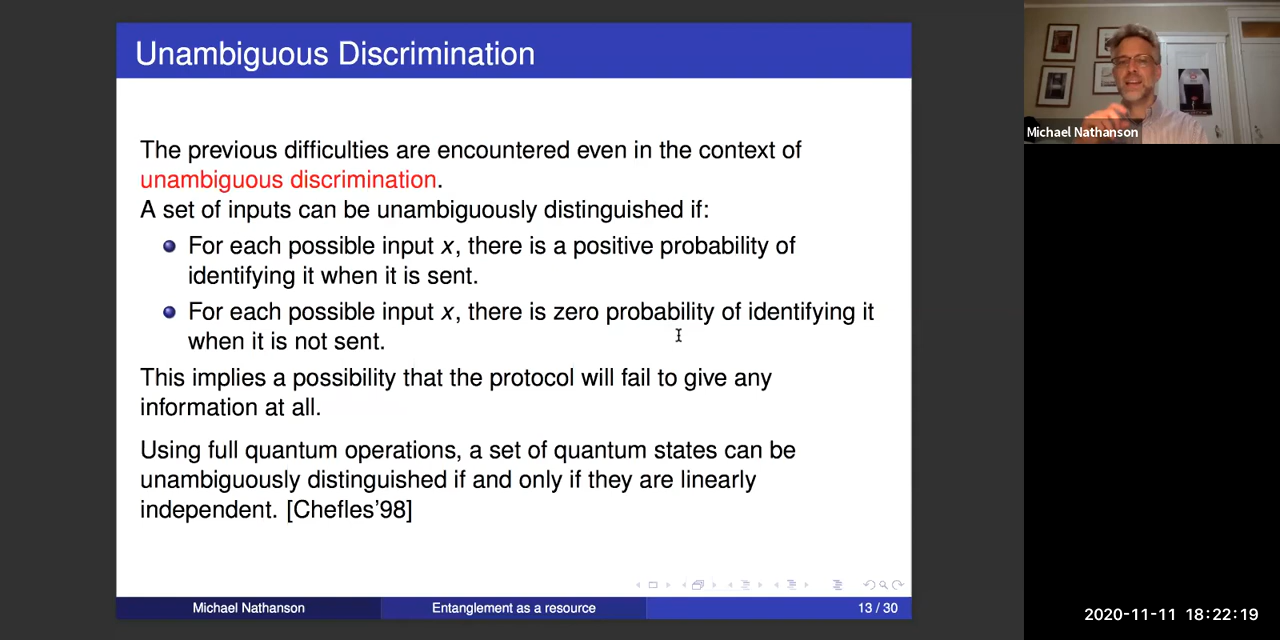 Unambiguous Discrimination
The previous difficulties are encountered even in the context of
unambiguous discrimination.
A set of inputs can be unambiguously distinguished if:
For each possible input x, there is a positive probability of
identifying it when it is sent.
For each possible input x, there is zero probability of identifying it
when it is not sent.
This implies a possibility that the protocol will fail to give any
information at all.
Using full quantum operations, a set of quantum states can be
unambiguously distinguished if and only if they are linearly
independent. [Chefles'98]
Michael Nathanson
Entanglement as a resource
13 / 30
Michael Nathanson
2020-11-11 18:22:19